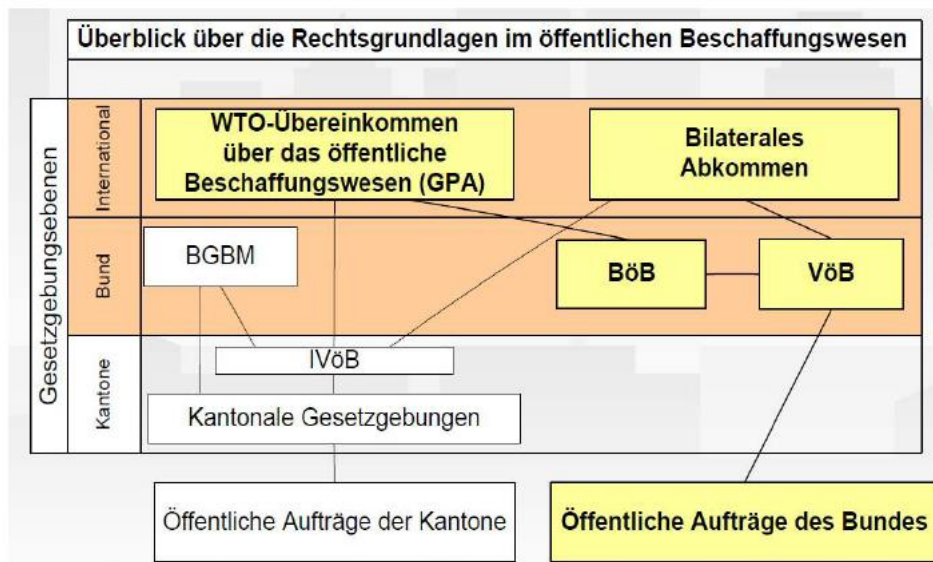 Überblick über die Rechtsgrundlagen im öffentlichen Beschaffungswesen
Gesetzgebungsebenen
International
WTO-Übereinkommen
über das öffentliche
Beschaffungswesen (GPA)
Bilaterales
Abkommen
Bund
BGBM
BöB
VöB
Kantone
IVöB
Kantonale Gesetzgebungen
Öffentliche Aufträge der Kantone
Öffentliche Aufträge des Bundes